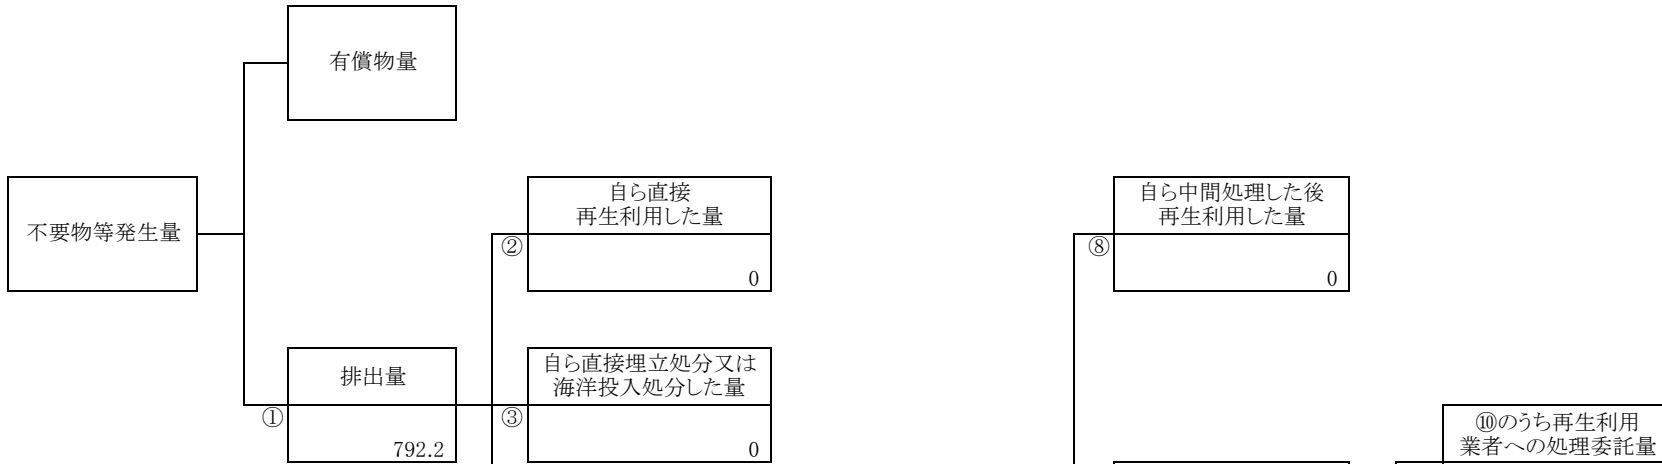 有償物量
不要物等発生量
自ら直接
再生利用した量
②
0
自ら中間処理した後
再生利用した量
⑧
0
排出量
①
792.2
自ら直接埋立処分又は
海洋投入処分した量
③
0
⑩のうち再生利用
業者への処理委託量